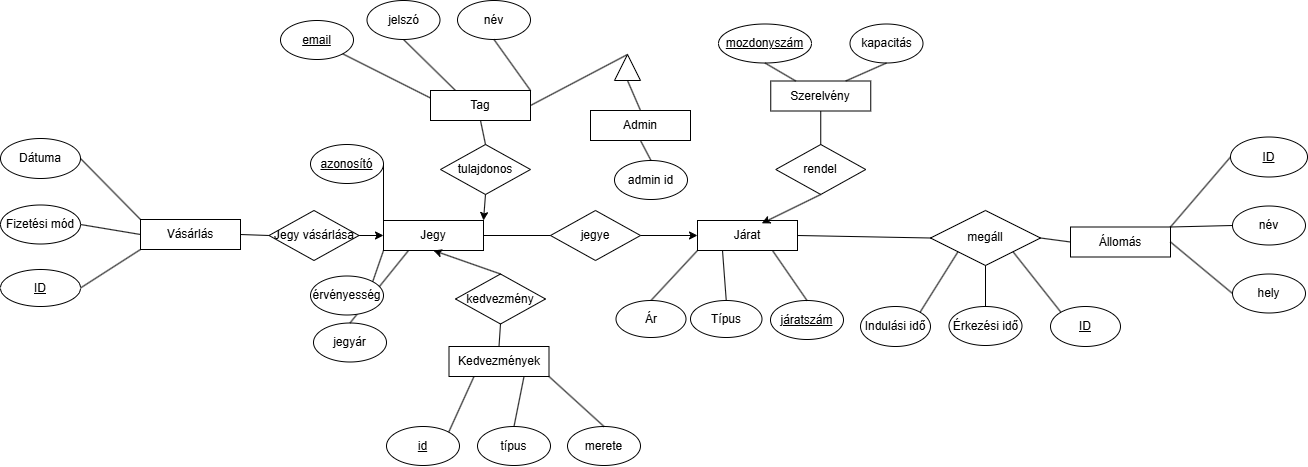 jelszó
név
email
mozdonyszám
kapacitás
Tag
Szerelvény
Admin
Dátuma
azonosító
tulajdonos
admin id
rendel
ID
Fizetési mód
Vásárlás
Jegy vásárlása
Jegy
jegye
Járat
megáll
Állomás
név
ID
érvényesség
kedvezmény
hely
jegyár
Ár
Típus
járatszám
Indulási idő
Érkezési idő
ID
Kedvezmények
id
típus
merete